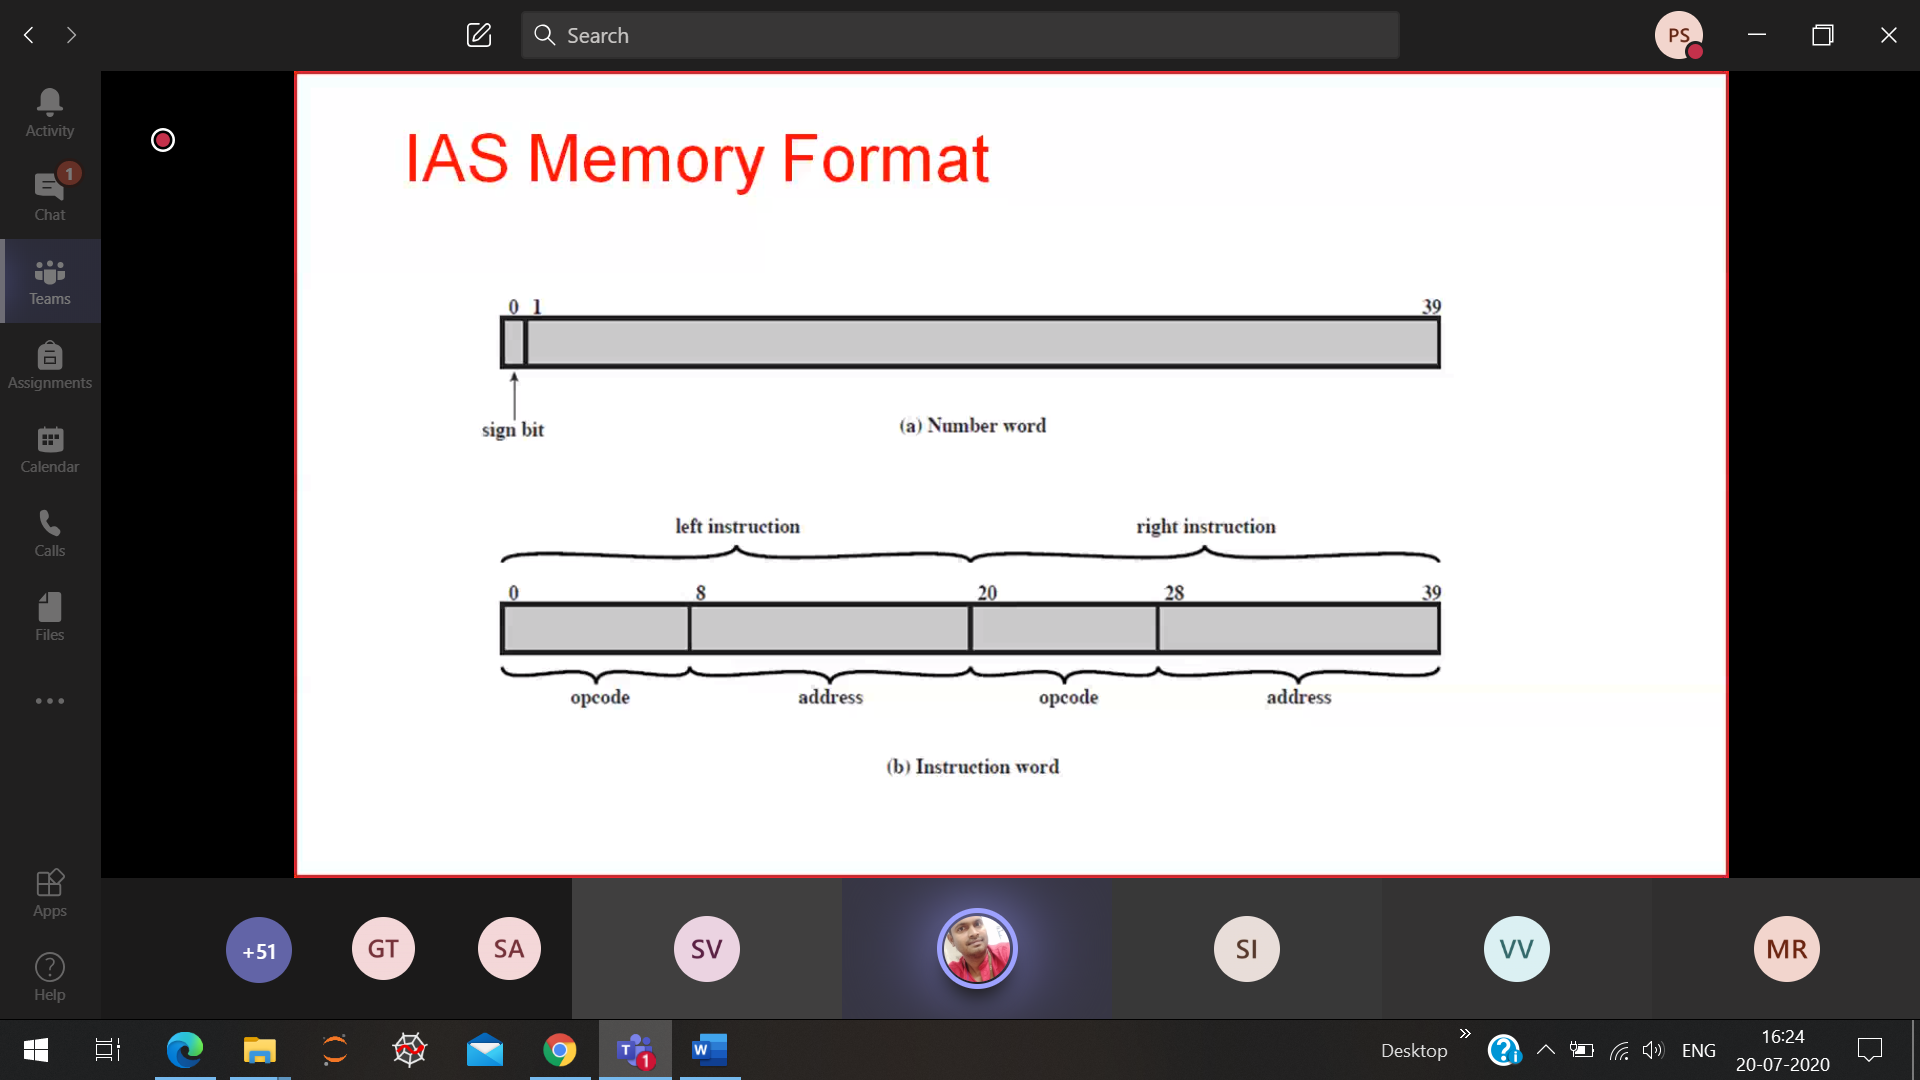 Search
PS
Activity
1
Chat
Teams
Assignments
Calendar
Calls
Files
Apps
Help
IAS Memory Format
0 1 39
sign bit
(a) Number word
left instruction right instruction
0 8 20 28 39
opcode address opcode address
(b) Instruction word
+51 GT SA SV SI VV MR
T 1 W Desktop ENG 16:24
20-07-2020